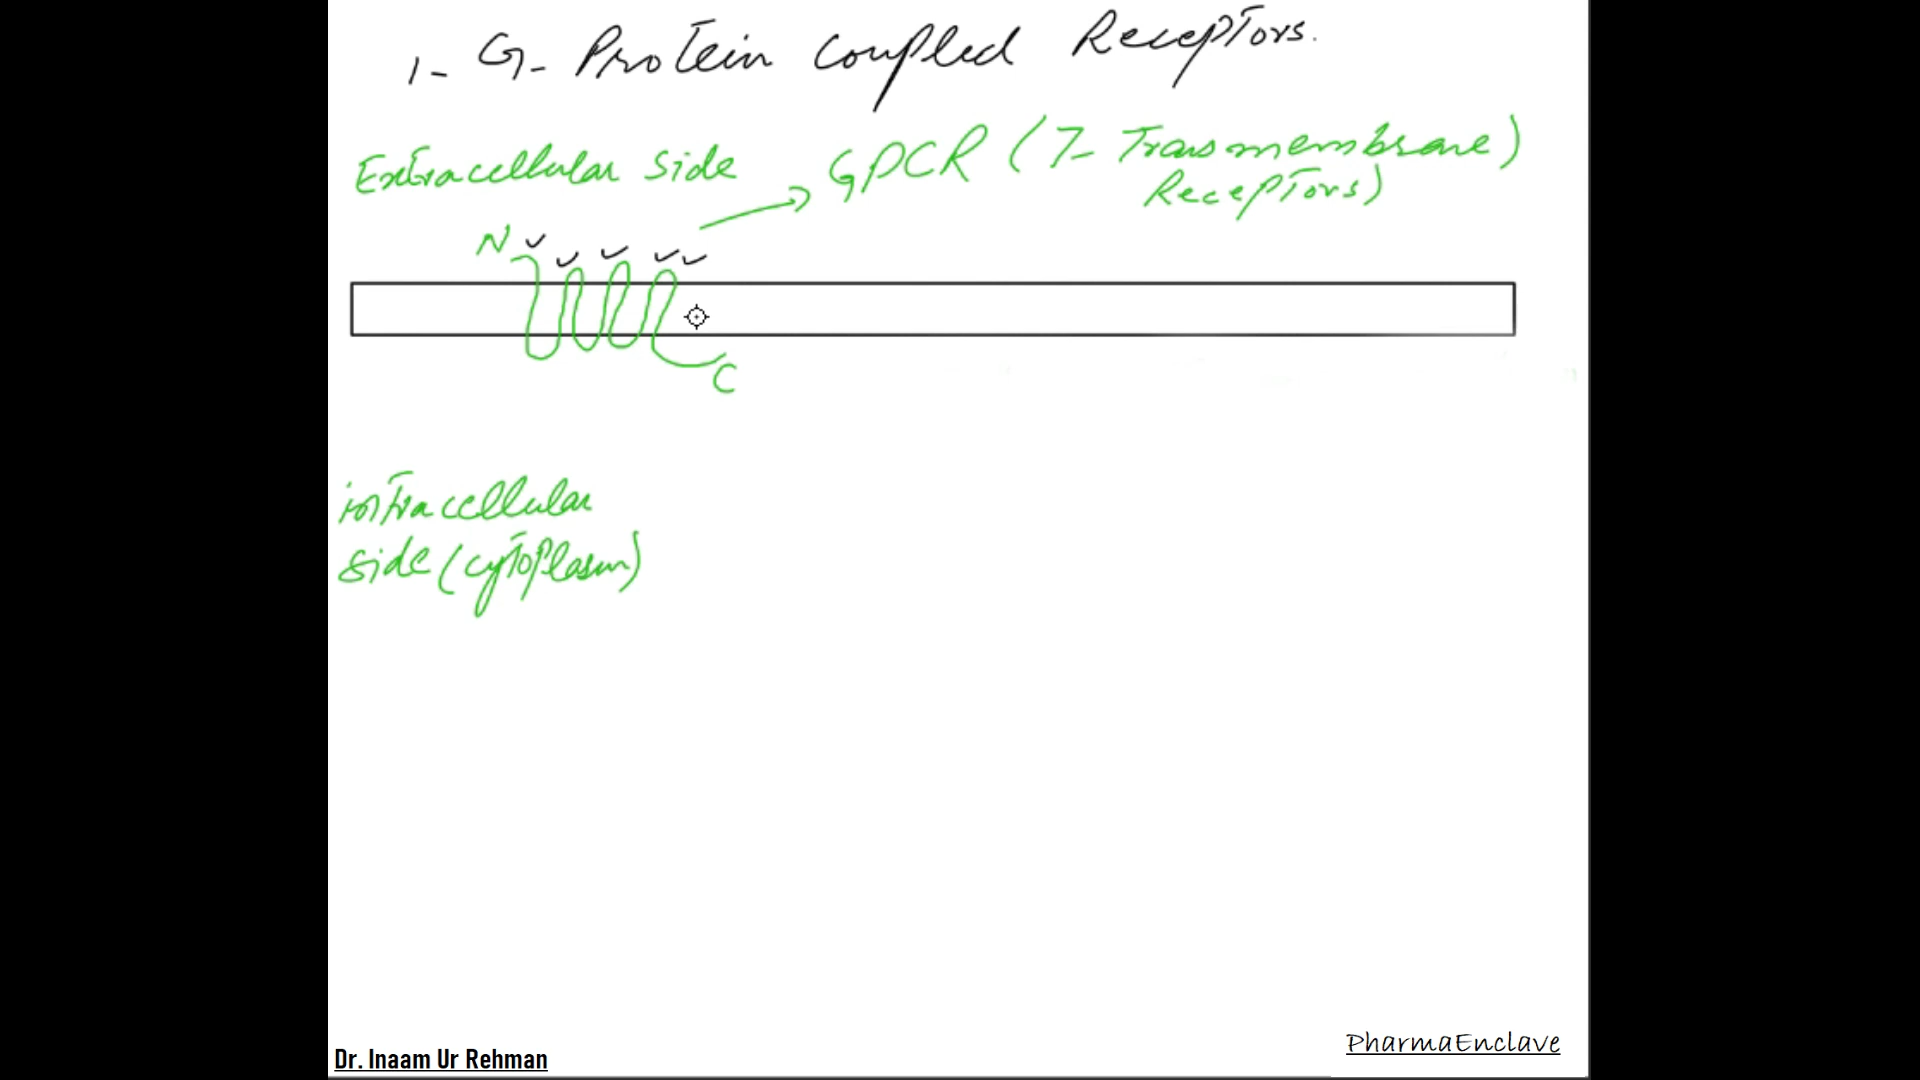 1- G- Protein Coupled Receptors.
Extracellular Side
GPCR (7- Transmembrane)
Receptors)
N
C
intracellular
side (cytoplasm)
Dr. Inaam Ur Rehman
PharmaEnclave